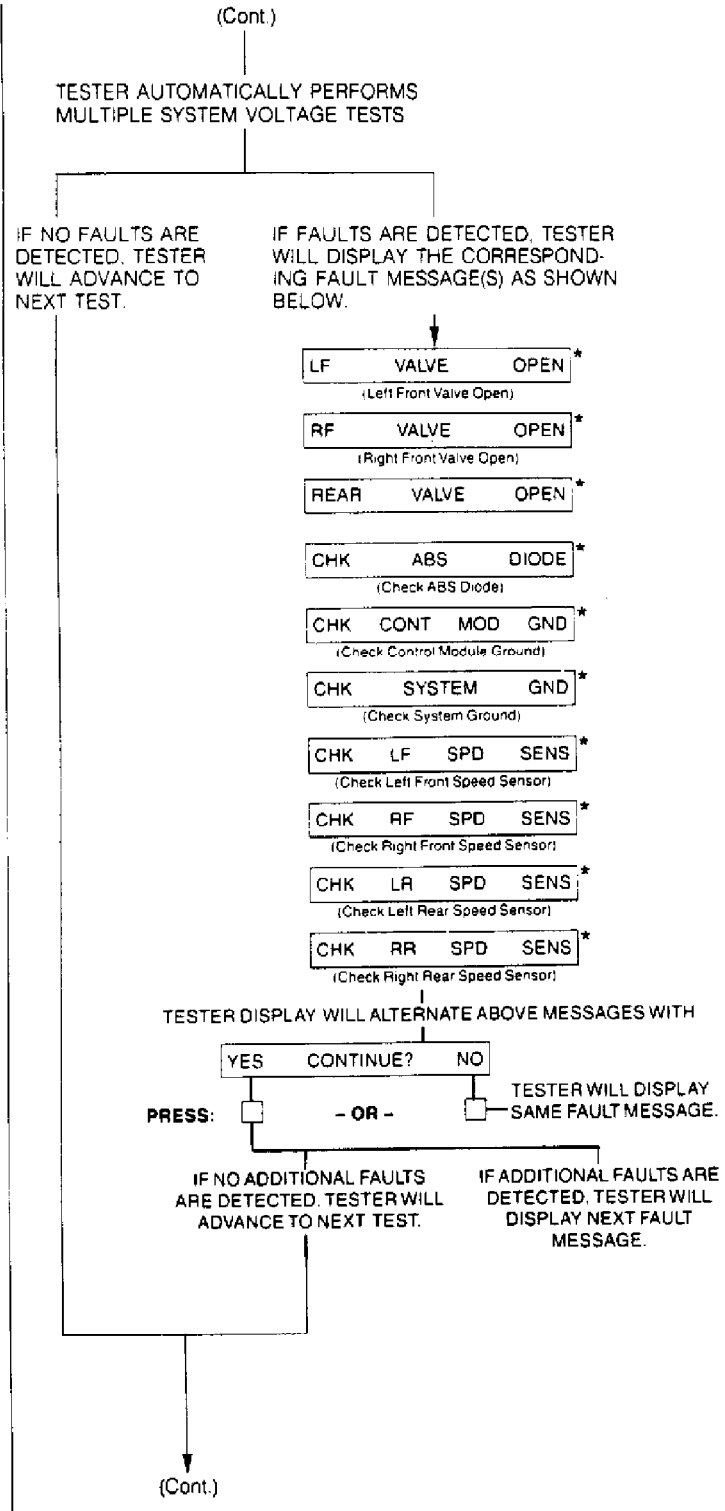 (Cont.)
TESTER AUTOMATICALLY PERFORMS
MULTIPLE SYSTEM VOLTAGE TESTS
IF NO FAULTS ARE
DETECTED, TESTER
WILL ADVANCE TO
NEXT TEST.
IF FAULTS ARE DETECTED, TESTER
WILL DISPLAY THE CORRESPOND-
ING FAULT MESSAGE(S) AS SHOWN
BELOW.
LF VALVE OPEN*
(Left Front Valve Open)
RF VALVE OPEN*
(Right Front Valve Open)
REAR VALVE OPEN*
CHK ABS DIODE*
(Check ABS Diode)
CHK CONT MOD GND*
(Check Control Module Ground)
CHK SYSTEM GND*
(Check System Ground)
CHK LF SPD SENS*
(Check Left Front Speed Sensor)
CHK RF SPD SENS*
(Check Right Front Speed Sensor)
CHK LR SPD SENS*
(Check Left Rear Speed Sensor)
CHK RR SPD SENS*
(Check Right Rear Speed Sensor)
TESTER DISPLAY WILL ALTERNATE ABOVE MESSAGES WITH
YES CONTINUE? NO
PRESS: – OR –
TESTER WILL DISPLAY
SAME FAULT MESSAGE.
IF NO ADDITIONAL FAULTS
ARE DETECTED, TESTER WILL
ADVANCE TO NEXT TEST.
IF ADDITIONAL FAULTS ARE
DETECTED, TESTER WILL
DISPLAY NEXT FAULT
MESSAGE.
(Cont.)